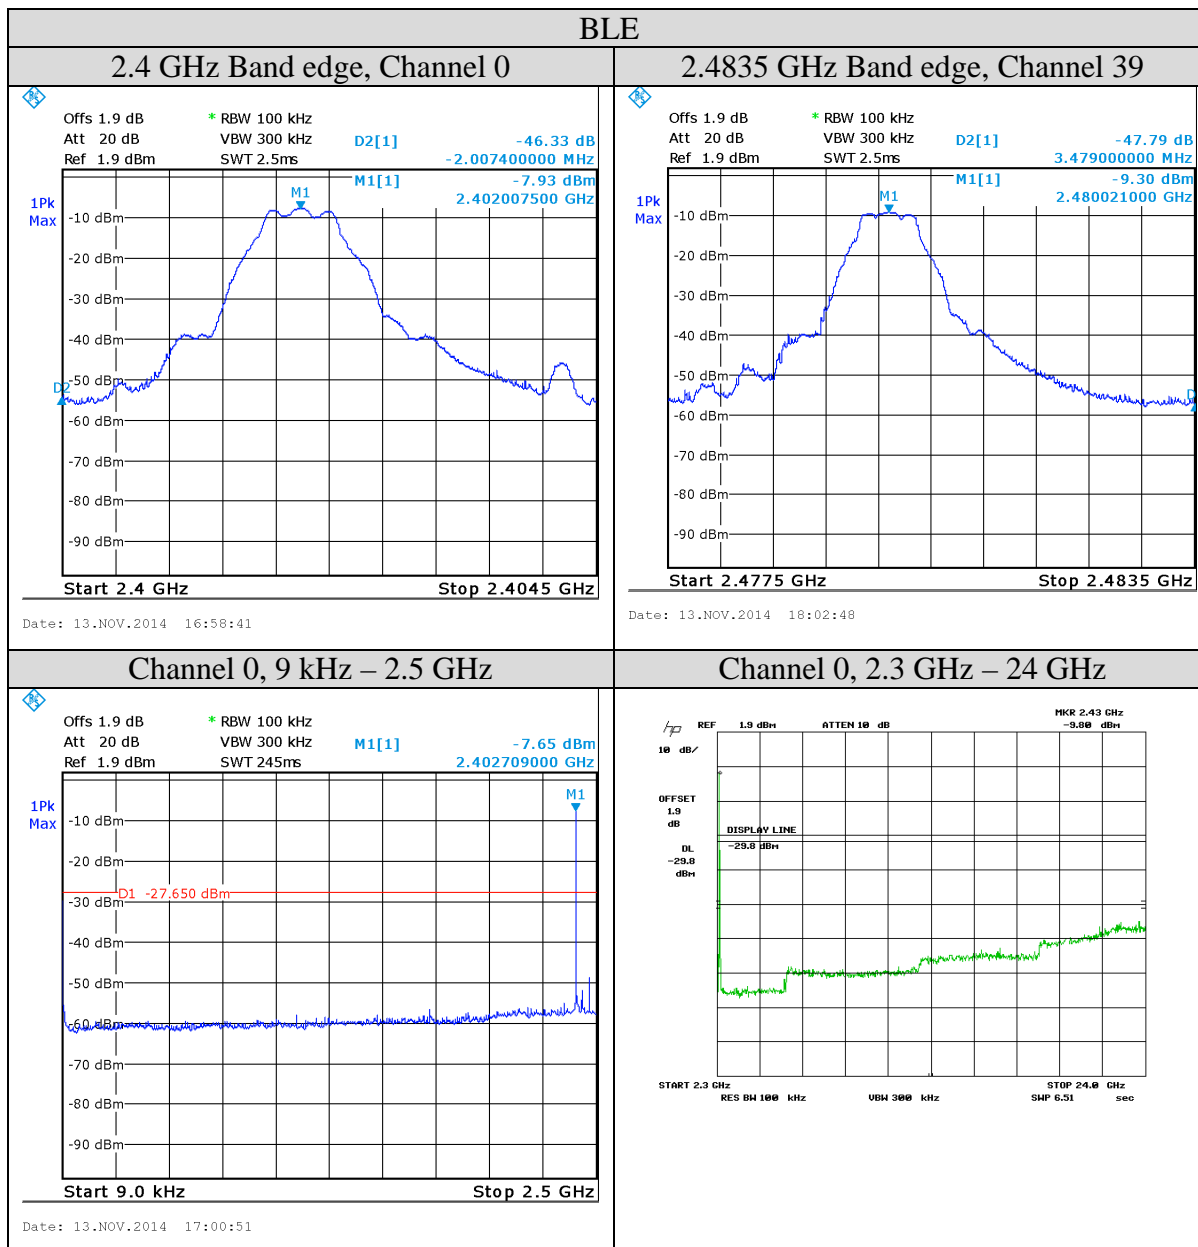 BLE
2.4 GHz Band edge, Channel 0
2.4835 GHz Band edge, Channel 39
Offs 1.9 dB * RBW 100 kHz
Att 20 dB VBW 300 kHz D2[1] -46.33 dB
Ref 1.9 dBm SWT 2.5ms -2.007400000 MHz
M1[1] -7.93 dBm
2.402007500 GHz
1Pk
Max
M1
-10 dBm
-20 dBm
-30 dBm
-40 dBm
-50 dBm
D2
-60 dBm
-70 dBm
-80 dBm
-90 dBm
Start 2.4 GHz Stop 2.4045 GHz
Date: 13.NOV.2014 16:58:41
Offs 1.9 dB * RBW 100 kHz
Att 20 dB VBW 300 kHz D2[1] -47.79 dB
Ref 1.9 dBm SWT 2.5ms 3.479000000 MHz
M1[1] -9.30 dBm
2.480021000 GHz
1Pk
Max
M1
-10 dBm
-20 dBm
-30 dBm
-40 dBm
-50 dBm
-60 dBm
-70 dBm
-80 dBm
-90 dBm
Start 2.4775 GHz Stop 2.4835 GHz
Date: 13.NOV.2014 18:02:48
Channel 0, 9 kHz – 2.5 GHz
Channel 0, 2.3 GHz – 24 GHz
Offs 1.9 dB * RBW 100 kHz
Att 20 dB VBW 300 kHz M1[1] -7.65 dBm
Ref 1.9 dBm SWT 245ms 2.402709000 GHz
1Pk
Max
M1
-10 dBm
-20 dBm
D1 -27.650 dBm
-30 dBm
-40 dBm
-50 dBm
-60 dBm
-70 dBm
-80 dBm
-90 dBm
Start 9.0 kHz Stop 2.5 GHz
Date: 13.NOV.2014 17:00:51
MKR 2.43 GHz
hp REF 1.9 dBm ATTEN 10 dB -9.80 dBm
10 dB/
OFFSET
1.9
dB
DISPLAY LINE
-29.8 dBm
DL
-29.8
dBm
START 2.3 GHz STOP 24.0 GHz
RES BW 100 kHz VBW 300 kHz SWP 6.51 sec